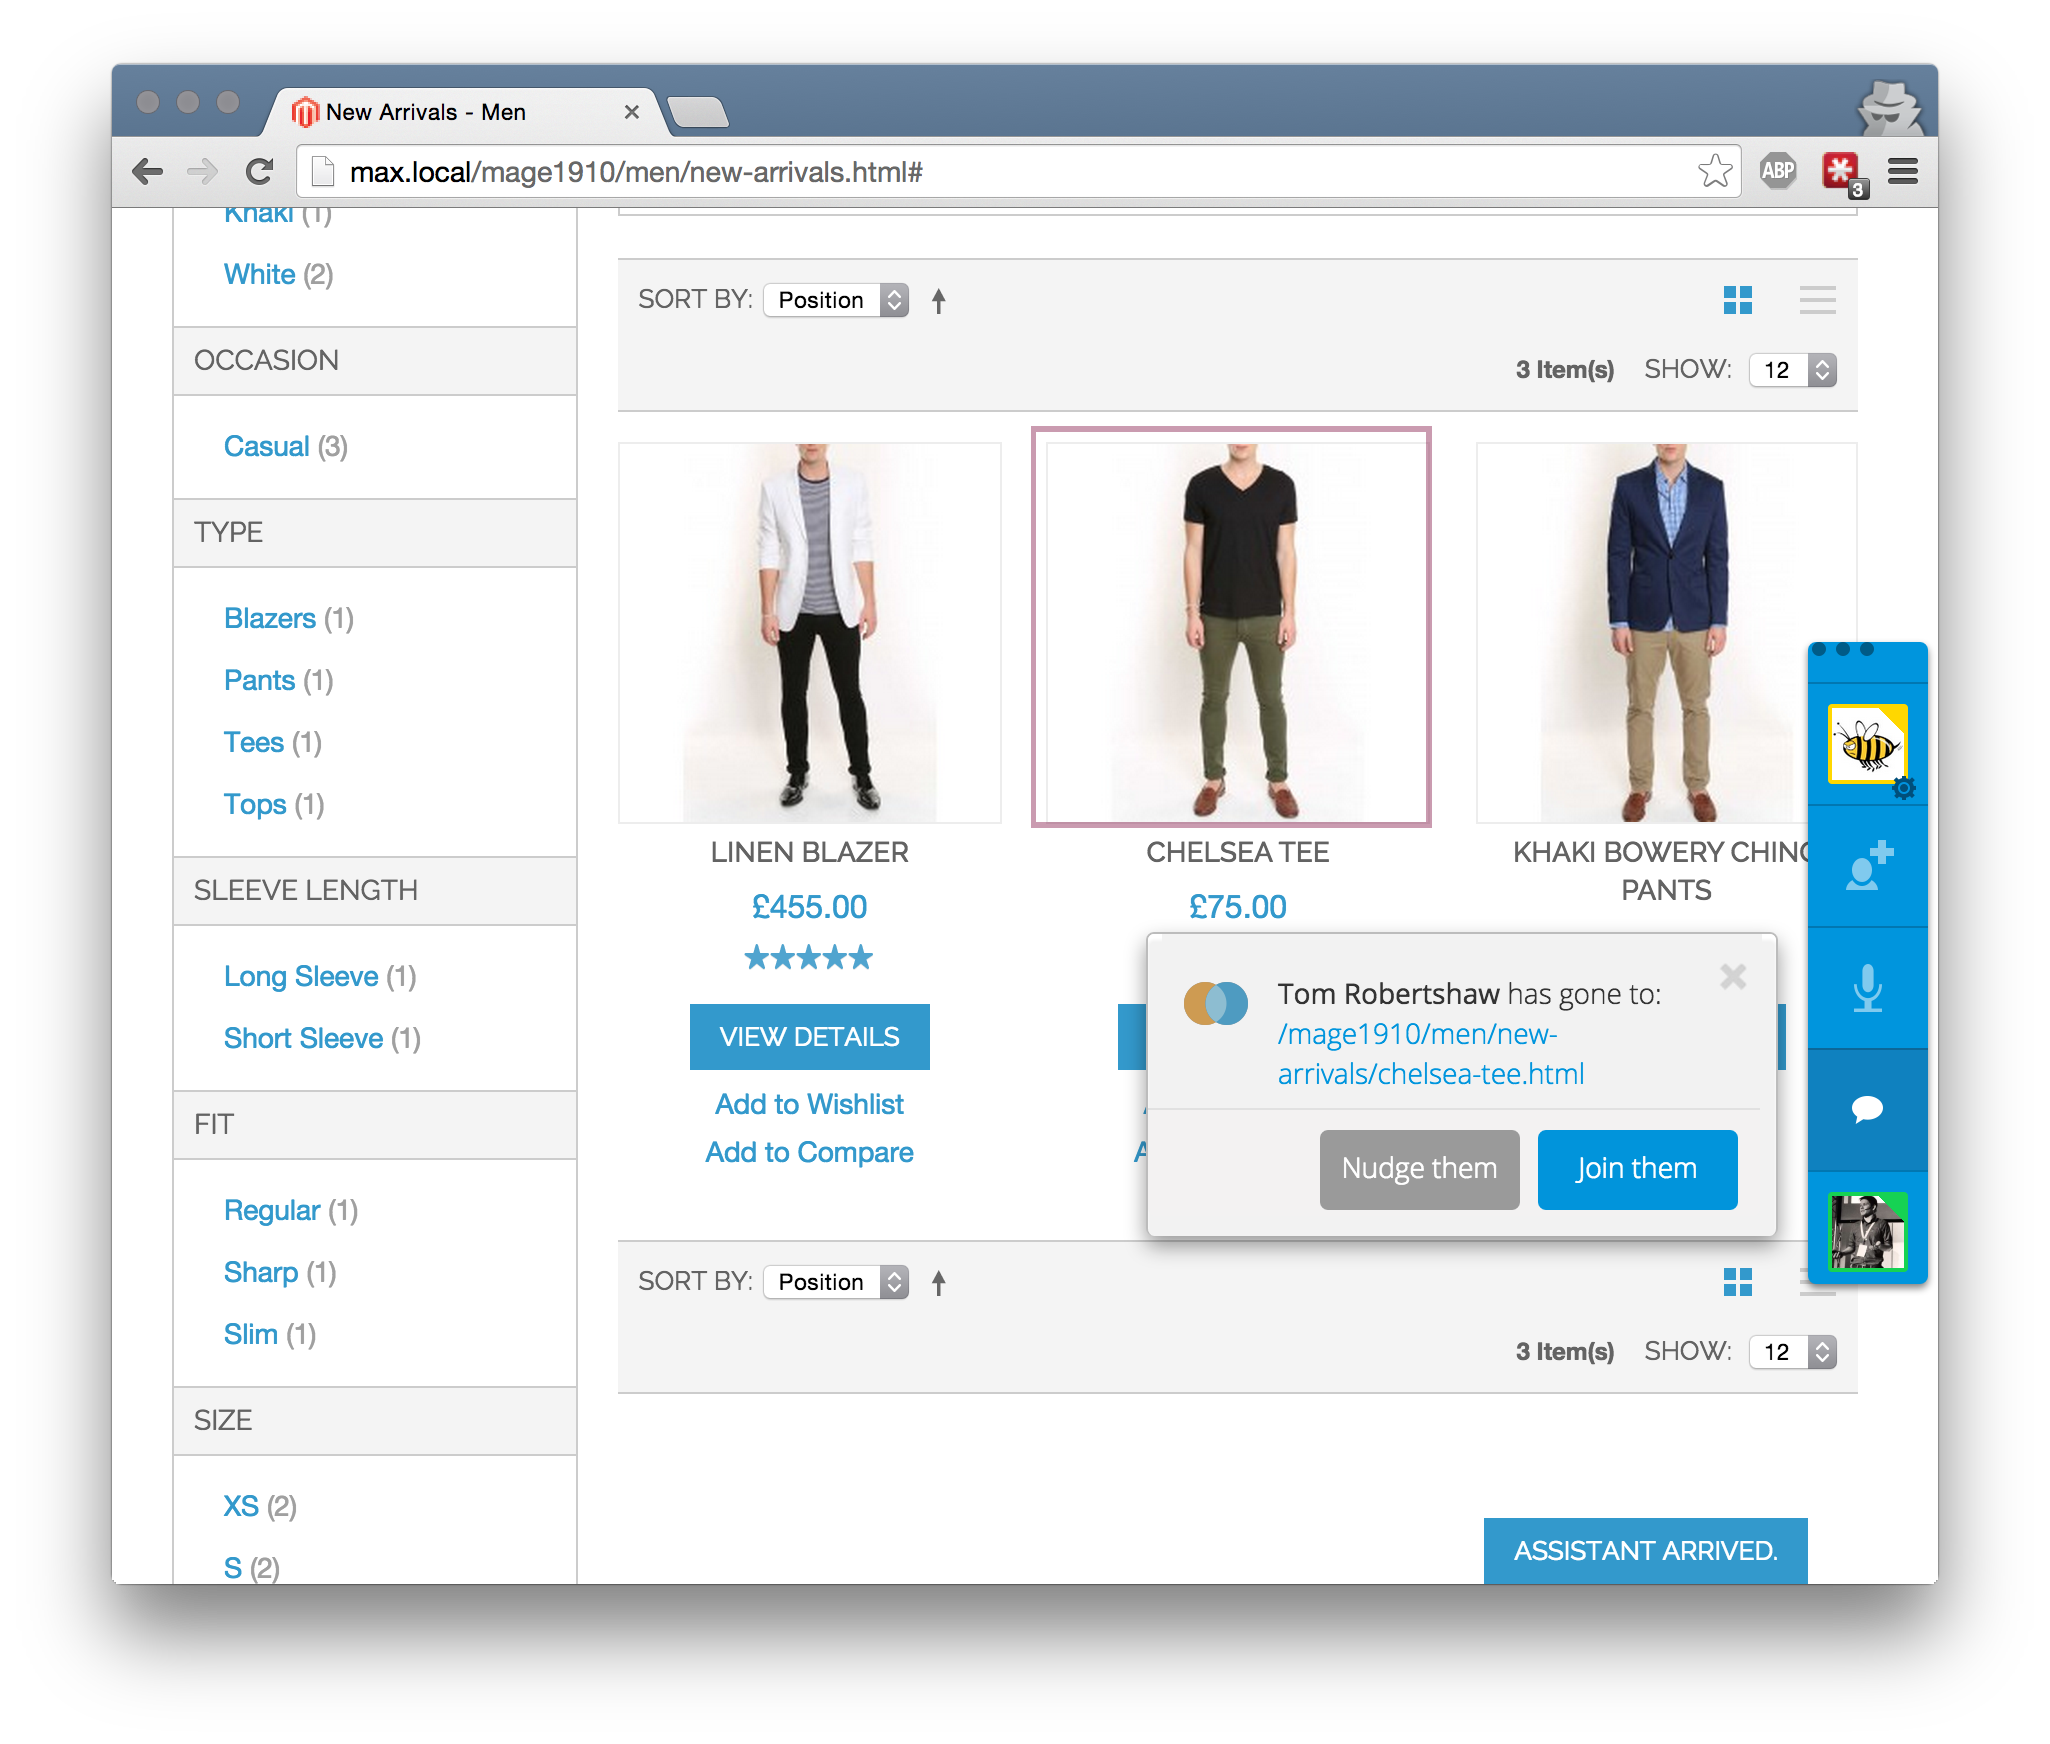 New Arrivals - Men
max.local/mage1910/men/new-arrivals.html#
ABP
3
Khaki (1)
White (2)
OCCASION
Casual (3)
TYPE
Blazers (1)
Pants (1)
Tees (1)
Tops (1)
SLEEVE LENGTH
Long Sleeve (1)
Short Sleeve (1)
FIT
Regular (1)
Sharp (1)
Slim (1)
SIZE
XS (2)
S (2)
SORT BY: Position
3 Item(s) SHOW: 12
LINEN BLAZER
£455.00
VIEW DETAILS
Add to Wishlist
Add to Compare
CHELSEA TEE
£75.00
KHAKI BOWERY CHINO
PANTS
Tom Robertshaw has gone to:
/mage1910/men/new-
arrivals/chelsea-tee.html
Nudge them
Join them
SORT BY: Position
3 Item(s) SHOW: 12
ASSISTANT ARRIVED.